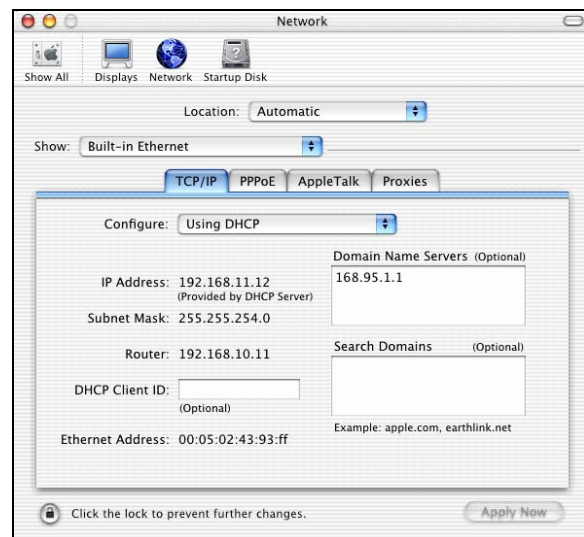 Network
Show All Displays Network Startup Disk
Location: Automatic
Show: Built-in Ethernet
TCP/IP PPPoE AppleTalk Proxies
Configure: Using DHCP
Domain Name Servers (Optional)
168.95.1.1
IP Address: 192.168.11.12
(Provided by DHCP Server)
Subnet Mask: 255.255.254.0
Router: 192.168.10.11
Search Domains (Optional)
DHCP Client ID:
(Optional)
Example: apple.com, earthlink.net
Ethernet Address: 00:05:02:43:93:ff
Click the lock to prevent further changes.
Apply Now